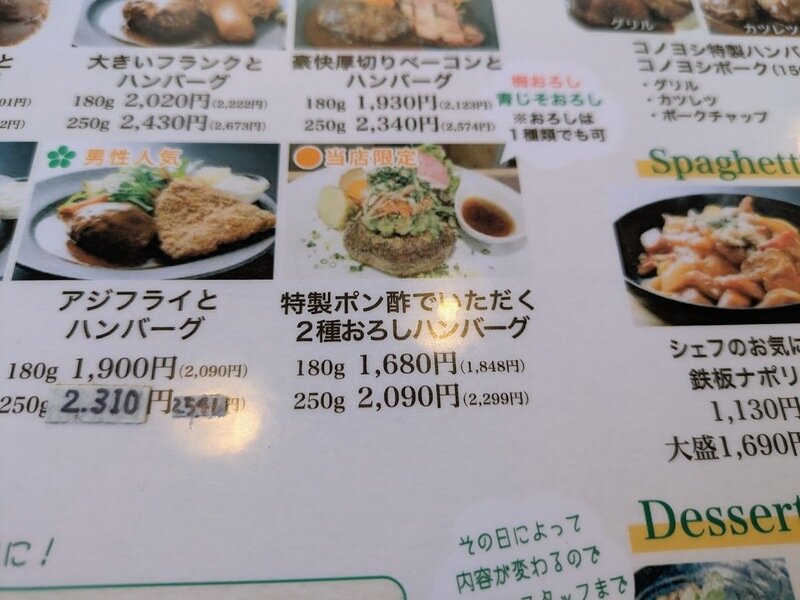 大きいフランクと
ハンバーグ
180g 2,020円(2,222円)
250g 2,430円(2,673円)
豪快厚切りベーコンと
ハンバーグ
180g 1,930円(2,123円)
250g 2,340円(2,574円)
梅おろし
青じそおろし
※おろしは
1種類でも可
男性人気
アジフライと
ハンバーグ
180g 1,900円(2,090円)
250g 2.310円
当店限定
特製ポン酢でいただく
2種おろしハンバーグ
180g 1,680円(1,848円)
250g 2,090円(2,299円)
グリル
カツレツ
コノヨシ特製ハンバ
コノヨシポーク(15
・グリル
・カツレツ
・ポークチャップ
Spaghett
シェフのお気に
鉄板ナポリ
1,130円
大盛1,690円
Dessert
に!
その日によって
内容が変わるので
スタッフまで